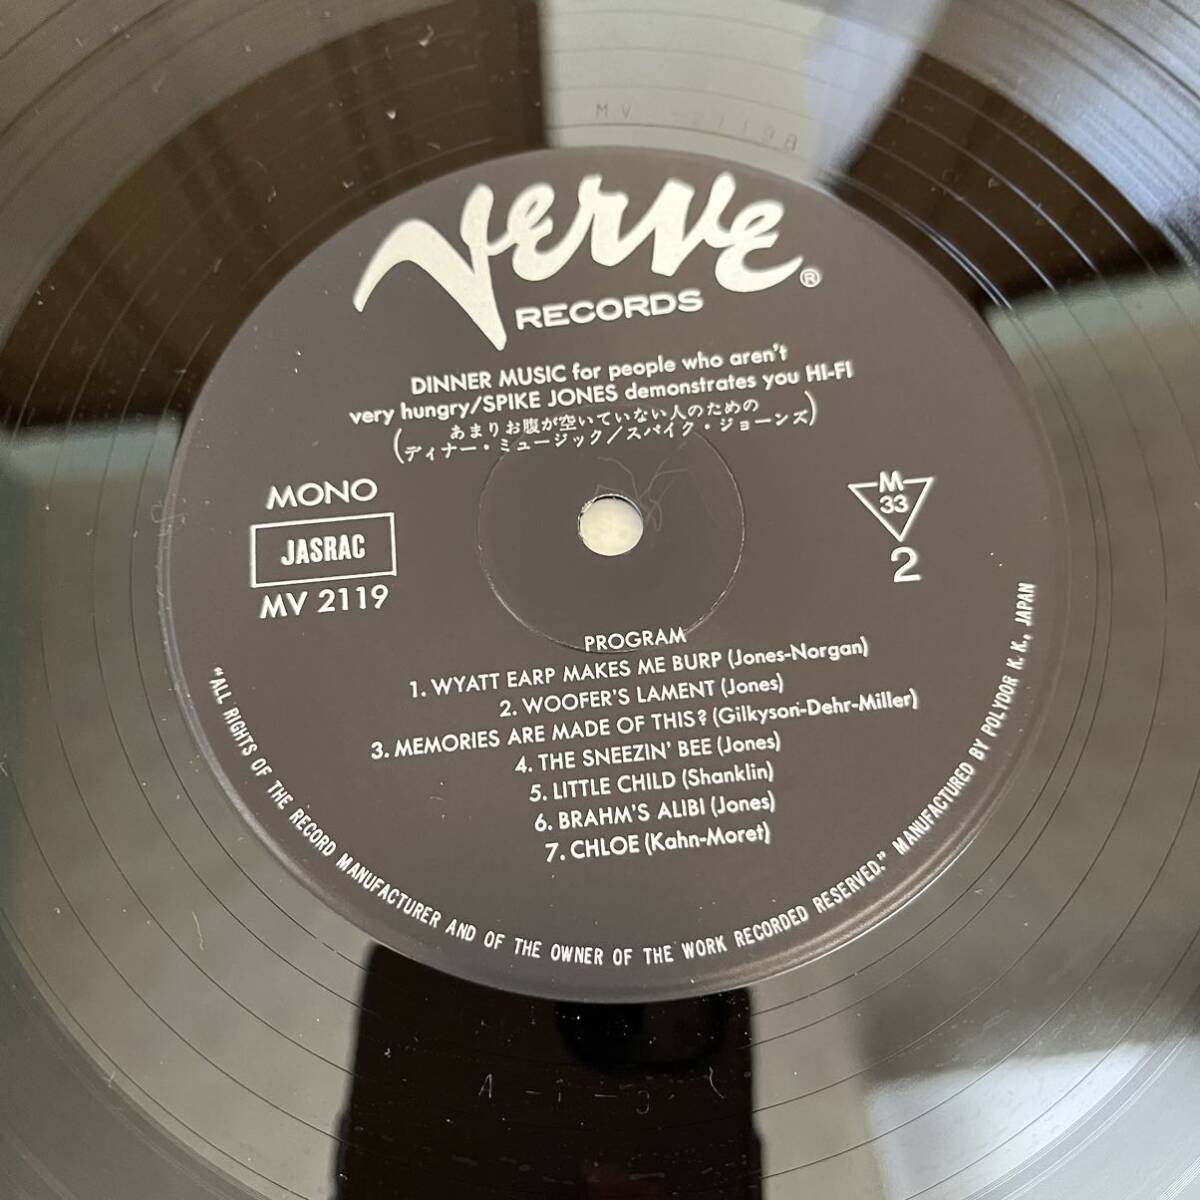 MV -2119B
Verve
®
RECORDS
DINNER MUSIC for people who aren't
very hungry/SPIKE JONES demonstrates you HI-FI
(あまりお腹が空いていない人のための
ディナー・ミュージック/スパイク・ジョーンズ)
MONO
JASRAC
MV 2119
M
33
2
PROGRAM
1. WYATT EARP MAKES ME BURP (Jones-Norgan)
2. WOOFER'S LAMENT (Jones)
3. MEMORIES ARE MADE OF THIS? (Gilkyson-Dehr-Miller)
4. THE SNEEZIN' BEE (Jones)
5. LITTLE CHILD (Shanklin)
6. BRAHM'S ALIBI (Jones)
7. CHLOE (Kahn-Moret)
"ALL RIGHTS OF THE RECORD MANUFACTURER AND OF THE OWNER OF THE WORK RECORDED RESERVED." MANUFACTURED BY POLYDOR K. K., JAPAN